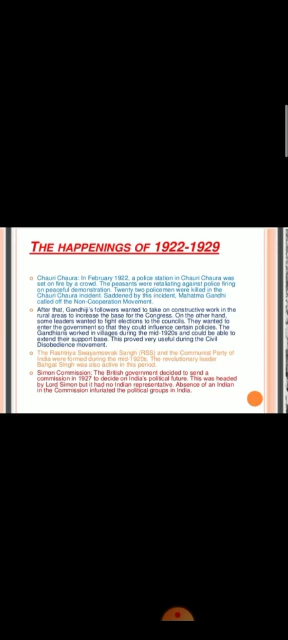 THE HAPPENINGS OF 1922-1929
Chauri Chaura: In February 1922, a police station in Chauri Chaura was
set on fire by a crowd. The peasants were retaliating against police firing
on peaceful demonstration. Twenty two policemen were killed in the
Chauri Chaura incident. Saddened by this incident, Mahatma Gandhi
called off the Non-Cooperation Movement.
After that, Gandhiji's followers wanted to take on constructive work in the
rural areas to increase the base for the Congress. On the other hand,
some leaders wanted to fight elections to the councils. They wanted to
enter the government so that they could influence certain policies. The
Gandhians worked in villages during the mid-1920s and could be able to
extend their support base. This proved very useful during the Civil
Disobedience movement.
The Rashtriya Swayamsevak Sangh (RSS) and the Communist Party of
India were formed during the mid-1920s. The revolutionary leader
Bahgat Singh was also active in this period.
Simon Commission: The British government decided to send a
commission in 1927 to decide on India's political future. This was headed
by Lord Simon but it had no Indian representative. Absence of an Indian
in the Commission infuriated the political groups in India.